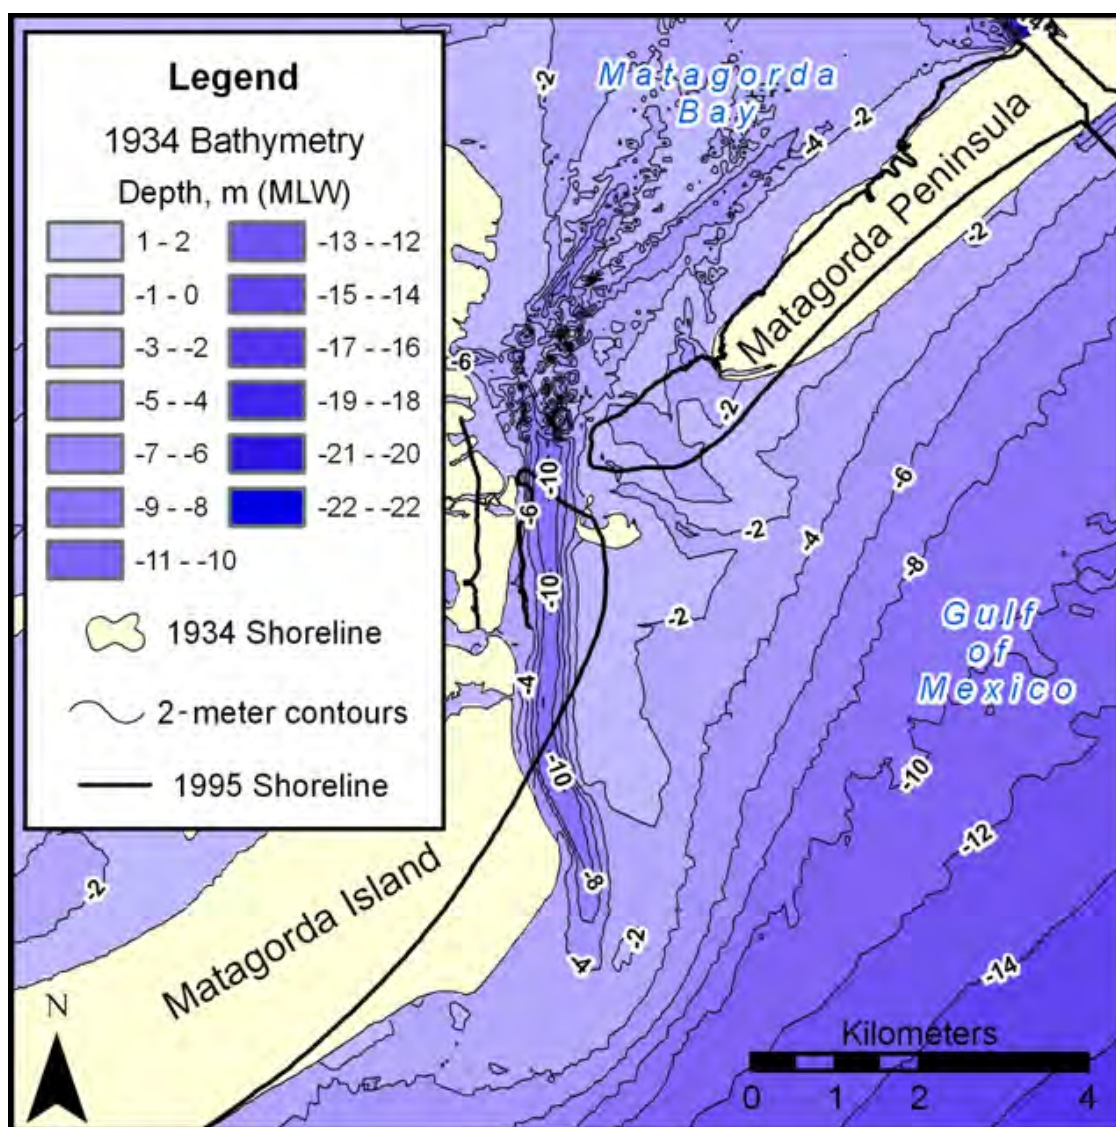 Legend
1934 Bathymetry
Depth, m (MLW)
1 - 2
-1 - 0
-3 - -2
-5 - -4
-7 - -6
-9 - -8
-11 - -10
-13 - -12
-15 - -14
-17 - -16
-19 - -18
-21 - -20
-22 - -22
1934 Shoreline
2-meter contours
1995 Shoreline
Matagorda
Bay
Matagorda Peninsula
Gulf
of
Mexico
Matagorda Island
-2
-4
-2
-2
-6
-2
-10
-6
-2
-6
-4
-8
-10
-2
-4
-10
-10
-12
-8
-2
-2
-4
-14
N
Kilometers
0 1 2 4